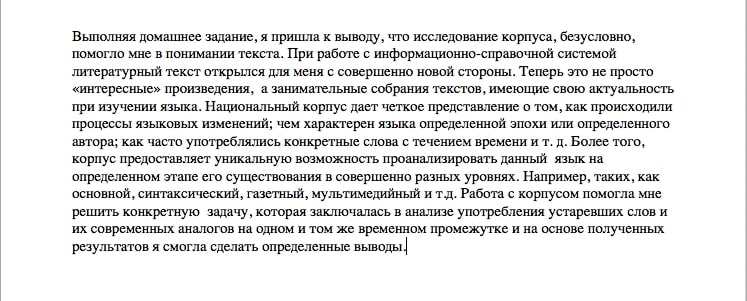 Выполняя домашнее задание, я пришла к выводу, что исследование корпуса, безусловно,
помогло мне в понимании текста. При работе с информационно-справочной системой
литературный текст открылся для меня с совершенно новой стороны. Теперь это не просто
«интересные» произведения,  а занимательные собрания текстов, имеющие свою актуальность
при изучении языка. Национальный корпус дает четкое представление о том, как происходили
процессы языковых изменений; чем характерен языка определенной эпохи или определенного
автора; как часто употреблялись конкретные слова с течением времени и т. д. Более того,
корпус предоставляет уникальную возможность проанализировать данный  язык на
определенном этапе его существования в совершенно разных уровнях. Например, таких, как
основной, синтаксический, газетный, мультимедийный и т.д. Работа с корпусом помогла мне
решить конкретную  задачу, которая заключалась в анализе употребления устаревших слов и
их современных аналогов на одном и том же временном промежутке и на основе полученных
результатов я смогла сделать определенные выводы.